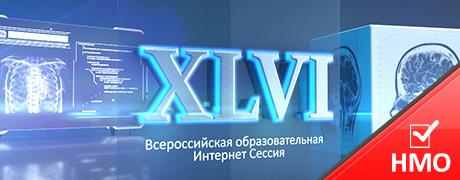 XLVI
Всероссийская образовательная
Интернет Сессия
НМО